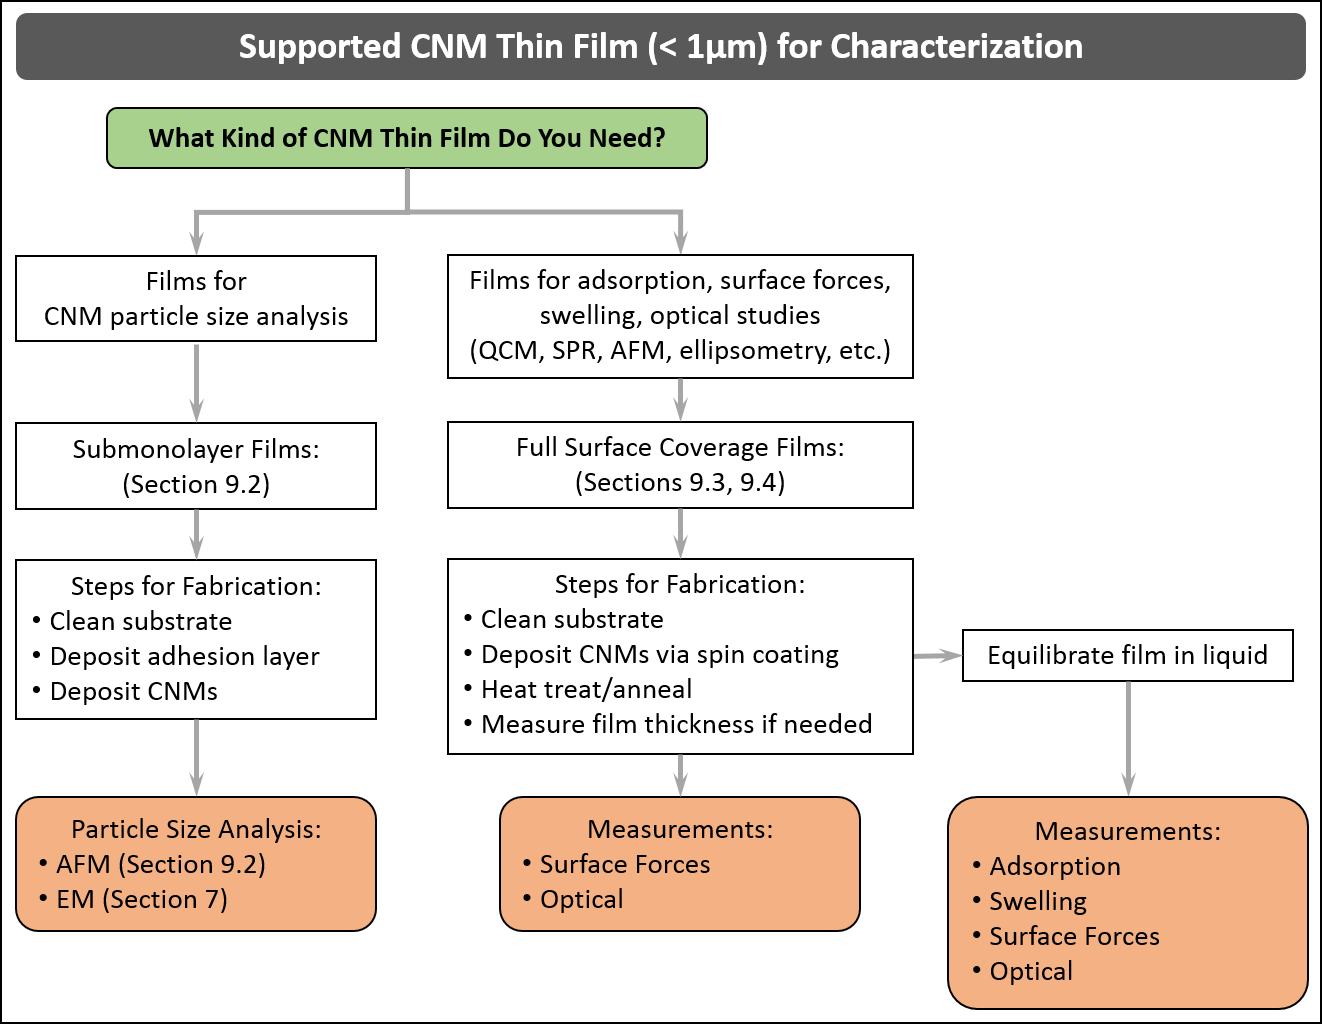 Supported CNM Thin Film (< 1µm) for Characterization
What Kind of CNM Thin Film Do You Need?
Films for
CNM particle size analysis
Submonolayer Films:
(Section 9.2)
Steps for Fabrication:
• Clean substrate
• Deposit adhesion layer
• Deposit CNMs
Particle Size Analysis:
• AFM (Section 9.2)
• EM (Section 7)
Films for adsorption, surface forces,
swelling, optical studies
(QCM, SPR, AFM, ellipsometry, etc.)
Full Surface Coverage Films:
(Sections 9.3, 9.4)
Steps for Fabrication:
• Clean substrate
• Deposit CNMs via spin coating
• Heat treat/anneal
• Measure film thickness if needed
Measurements:
• Surface Forces
• Optical
Equilibrate film in liquid
Measurements:
• Adsorption
• Swelling
• Surface Forces
• Optical